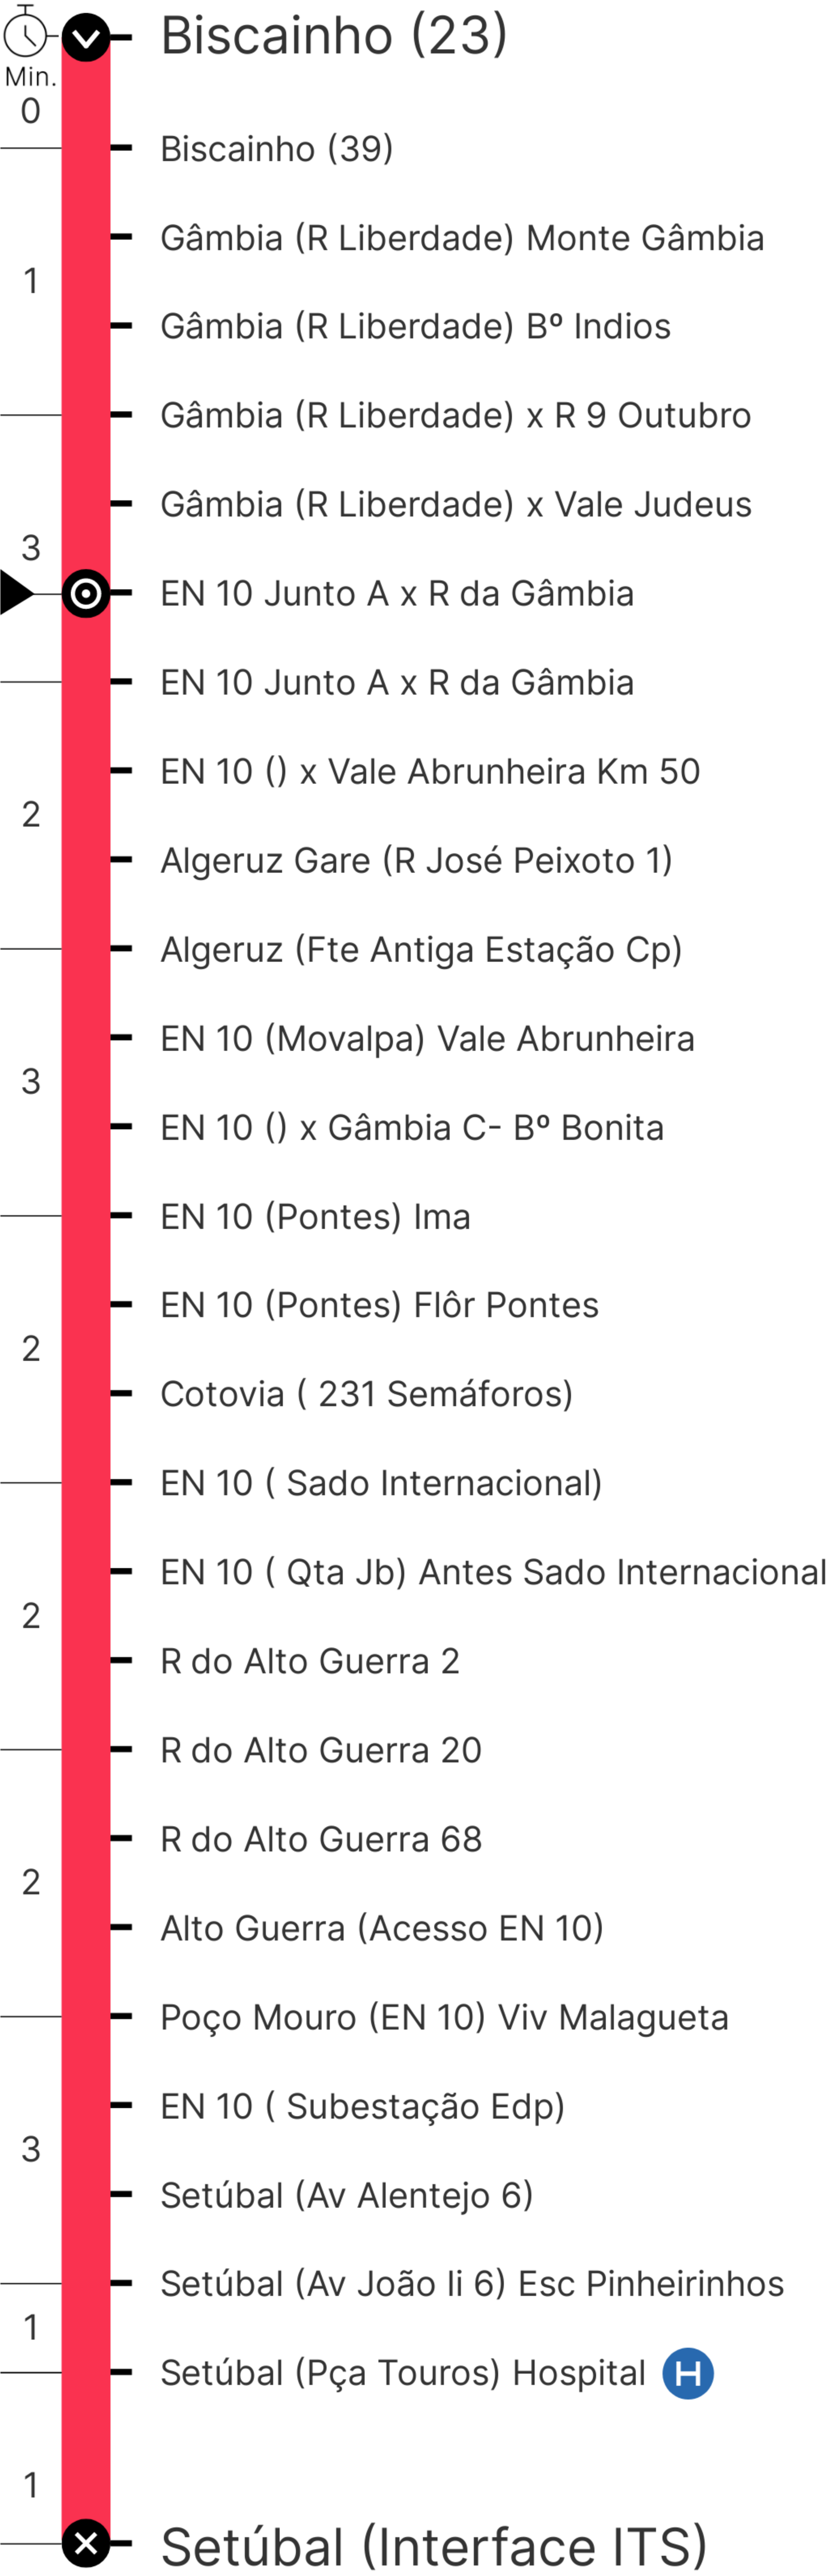 Biscainho (23)
Min.
0
Biscainho (39)
Gâmbia (R Liberdade) Monte Gâmbia
1
Gâmbia (R Liberdade) Bº Indios
Gâmbia (R Liberdade) x R 9 Outubro
Gâmbia (R Liberdade) x Vale Judeus
3
EN 10 Junto A x R da Gâmbia
EN 10 Junto A x R da Gâmbia
EN 10 () x Vale Abrunheira Km 50
2
Algeruz Gare (R José Peixoto 1)
Algeruz (Fte Antiga Estação Cp)
EN 10 (Movalpa) Vale Abrunheira
3
EN 10 () x Gâmbia C- Bº Bonita
EN 10 (Pontes) Ima
EN 10 (Pontes) Flôr Pontes
2
Cotovia ( 231 Semáforos)
EN 10 ( Sado Internacional)
EN 10 ( Qta Jb) Antes Sado Internacional
2
R do Alto Guerra 2
R do Alto Guerra 20
R do Alto Guerra 68
2
Alto Guerra (Acesso EN 10)
Poço Mouro (EN 10) Viv Malagueta
EN 10 ( Subestação Edp)
3
Setúbal (Av Alentejo 6)
Setúbal (Av João Ii 6) Esc Pinheirinhos
1
Setúbal (Pça Touros) Hospital H
1
Setúbal (Interface ITS)